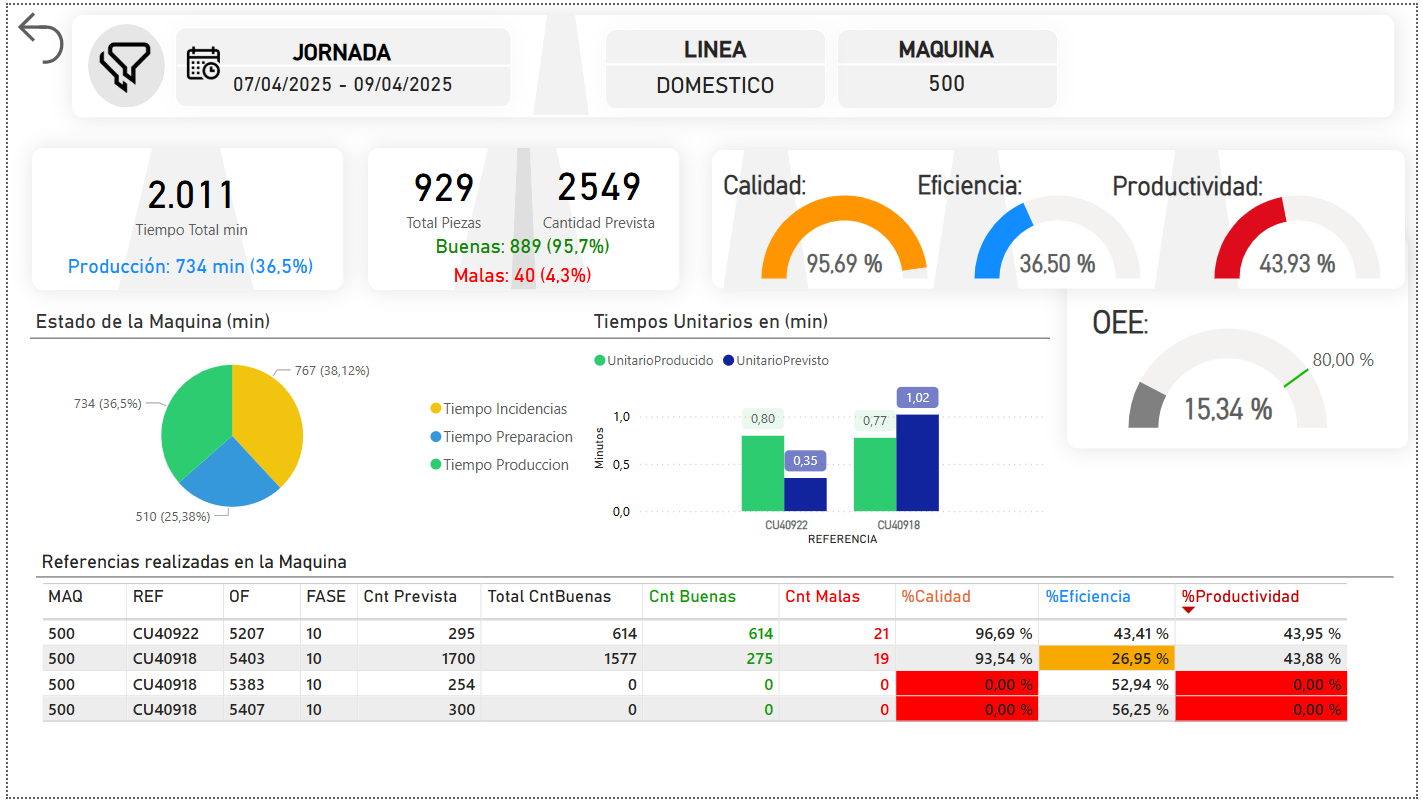 JORNADA
07/04/2025 - 09/04/2025
LINEA
DOMESTICO
MAQUINA
500
2.011
Tiempo Total min
Producción: 734 min (36,5%)
929
Total Piezas
2549
Cantidad Prevista
Buenas: 889 (95,7%)
Malas: 40 (4,3%)
Calidad:
95,69 %
Eficiencia:
36,50 %
Productividad:
43,93 %
OEE:
80,00 %
15,34 %
Estado de la Maquina (min)
767 (38,12%)
734 (36,5%)
510 (25,38%)
Tiempo Incidencias
Tiempo Preparacion
Tiempo Produccion
Tiempos Unitarios en (min)
UnitarioProducido UnitarioPrevisto
Minutos
1,0
0,5
0,0
0,80
0,35
0,77
1,02
CU40922 CU40918
REFERENCIA
Referencias realizadas en la Maquina
MAQ REF OF FASE Cnt Prevista Total CntBuenas Cnt Buenas Cnt Malas %Calidad %Eficiencia %Productividad
500 CU40922 5207 10 295 614 614 21 96,69 % 43,41 % 43,95 %
500 CU40918 5403 10 1700 1577 275 19 93,54 % 26,95 % 43,88 %
500 CU40918 5383 10 254 0 0 0 0,00 % 52,94 % 0,00 %
500 CU40918 5407 10 300 0 0 0 0,00 % 56,25 % 0,00 %